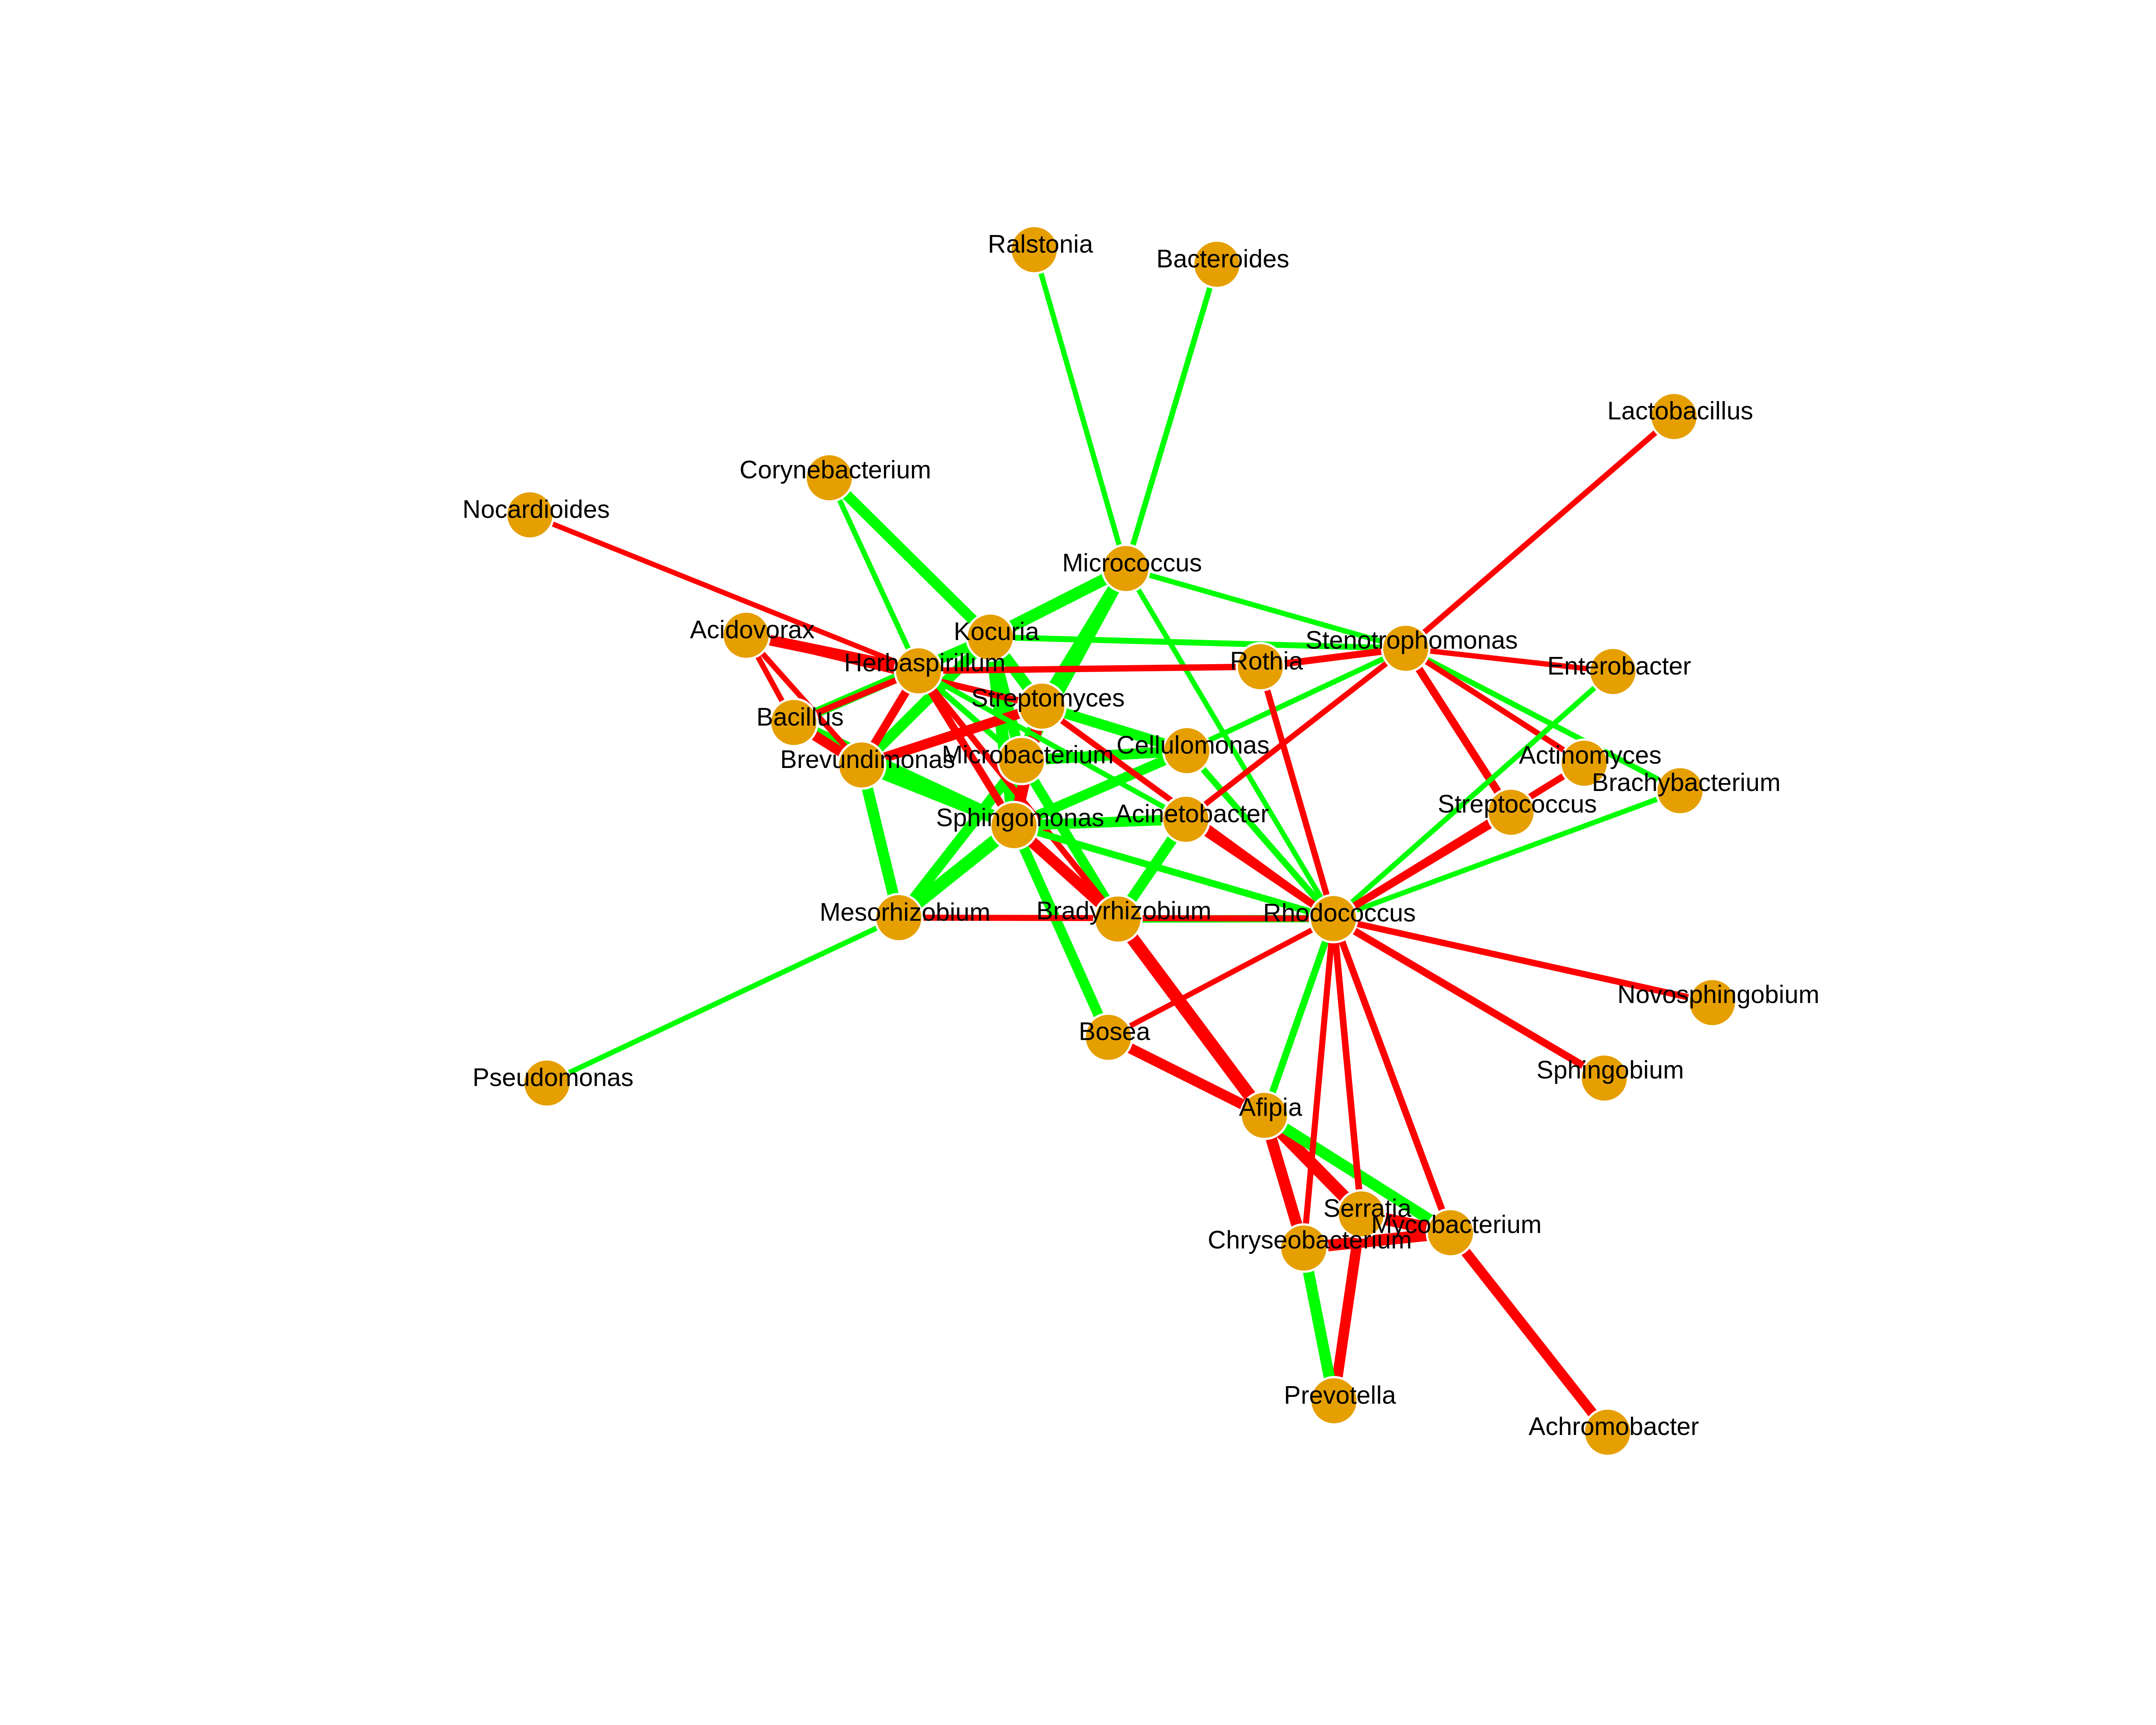 Ralstonia
Bacteroides
Lactobacillus
Corynebacterium
Nocardioides
Micrococcus
Acidovorax
Kocuria
Stenotrophomonas
Herbaspirillum
Rothia
Enterobacter
Streptomyces
Bacillus
Cellulomonas
Microbacterium
Actinomyces
Brevundimonas
Brachybacterium
Streptococcus
Acinetobacter
Sphingomonas
Mesorhizobium
Bradyrhizobium
Rhodococcus
Novosphingobium
Bosea
Sphingobium
Pseudomonas
Afipia
Serratia
Mycobacterium
Chryseobacterium
Prevotella
Achromobacter